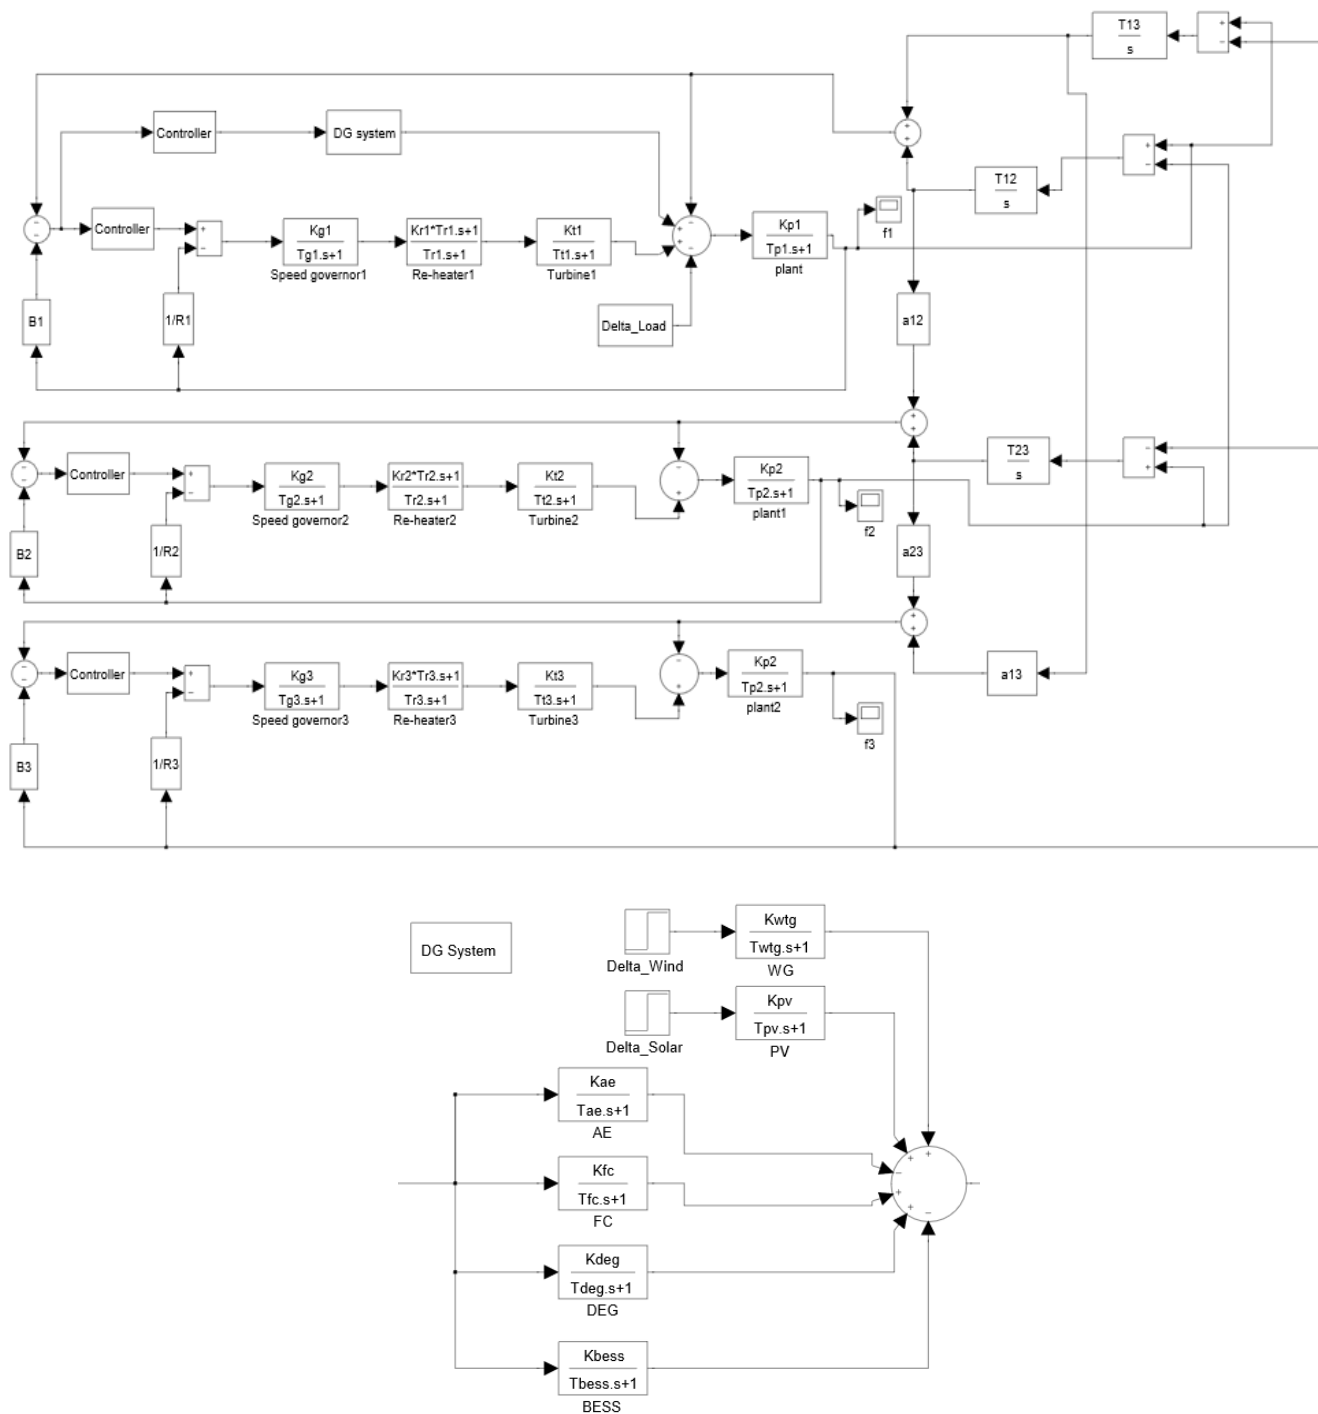 T13
s
+
−
Controller
DG system
+
+
+
−
T12
s
−
−
Controller
+
−
Kg1
Tg1.s+1
Speed governor1
Kr1*Tr1.s+1
Tr1.s+1
Re-heater1
Kt1
Tt1.s+1
Turbine1
−
+
+
+
−
Kp1
Tp1.s+1
plant
f1
B1
1/R1
Delta_Load
a12
+
+
−
−
Controller
+
−
Kg2
Tg2.s+1
Speed governor2
Kr2*Tr2.s+1
Tr2.s+1
Re-heater2
Kt2
Tt2.s+1
Turbine2
−
+
Kp2
Tp2.s+1
plant1
f2
T23
s
−
+
B2
1/R2
a23
+
+
−
−
Controller
+
−
Kg3
Tg3.s+1
Speed governor3
Kr3*Tr3.s+1
Tr3.s+1
Re-heater3
Kt3
Tt3.s+1
Turbine3
−
+
Kp2
Tp2.s+1
plant2
f3
a13
B3
1/R3
DG System
Delta_Wind
Kwtg
Twtg.s+1
WG
Delta_Solar
Kpv
Tpv.s+1
PV
Kae
Tae.s+1
AE
Kfc
Tfc.s+1
FC
Kdeg
Tdeg.s+1
DEG
Kbess
Tbess.s+1
BESS
+
+
−
+
+
−